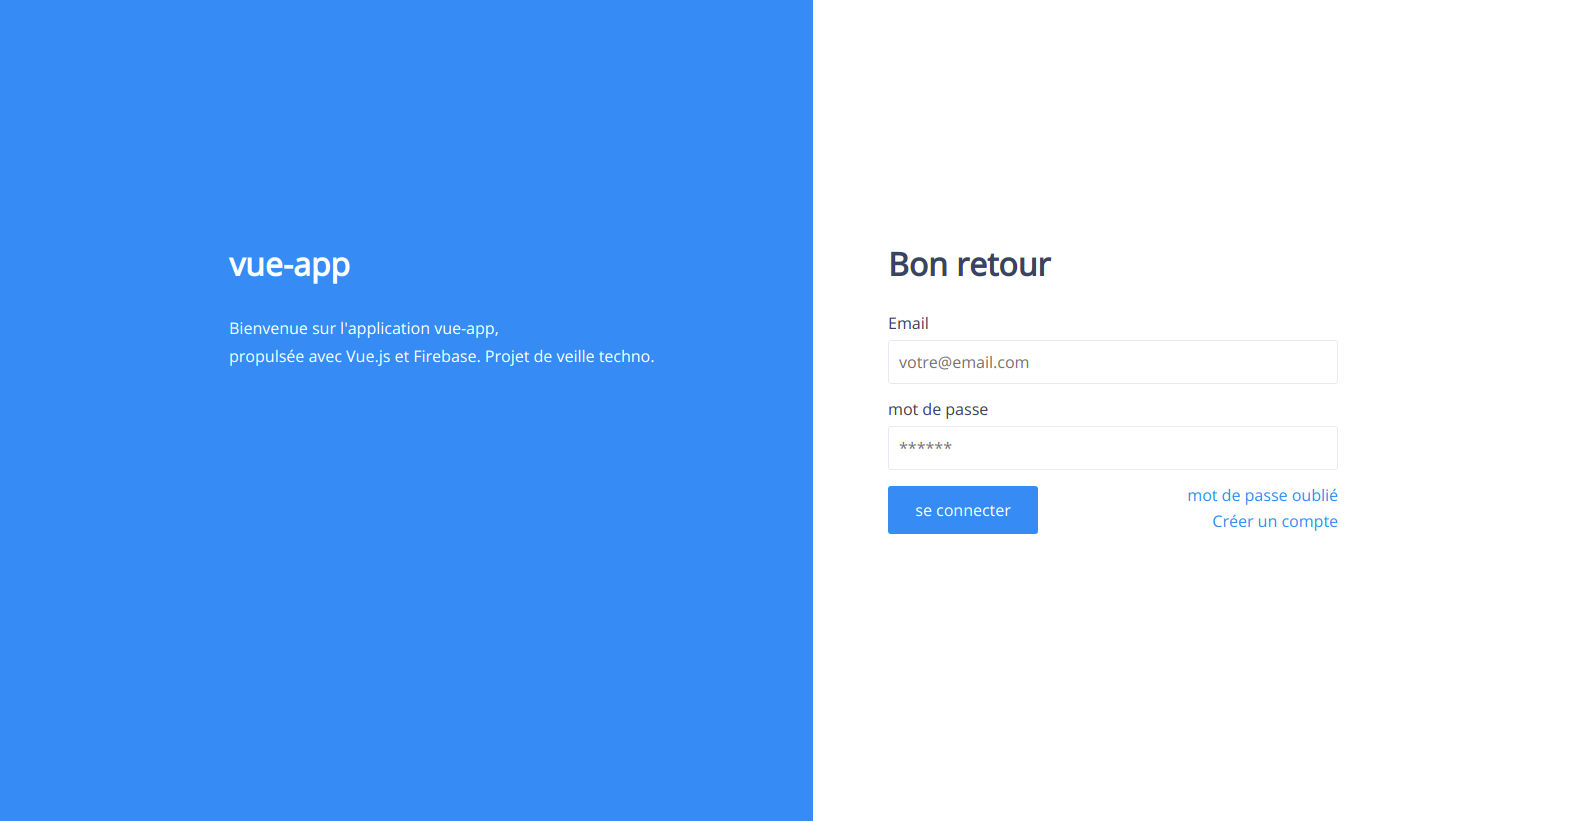 vue-app
Bienvenue sur l'application vue-app,
propulsée avec Vue.js et Firebase. Projet de veille techno.
Bon retour
Email
votre@email.com
mot de passe
******
se connecter
mot de passe oublié
Créer un compte